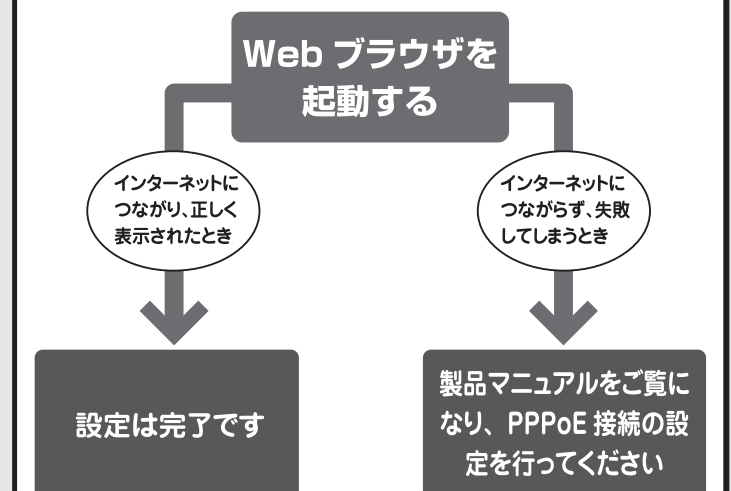 Web ブラウザを
起動する
インターネットに
つながり、正しく
表示されたとき
インターネットに
つながらず、失敗
してしまうとき
設定は完了です
製品マニュアルをご覧に
なり、PPPoE 接続の設
定を行ってください